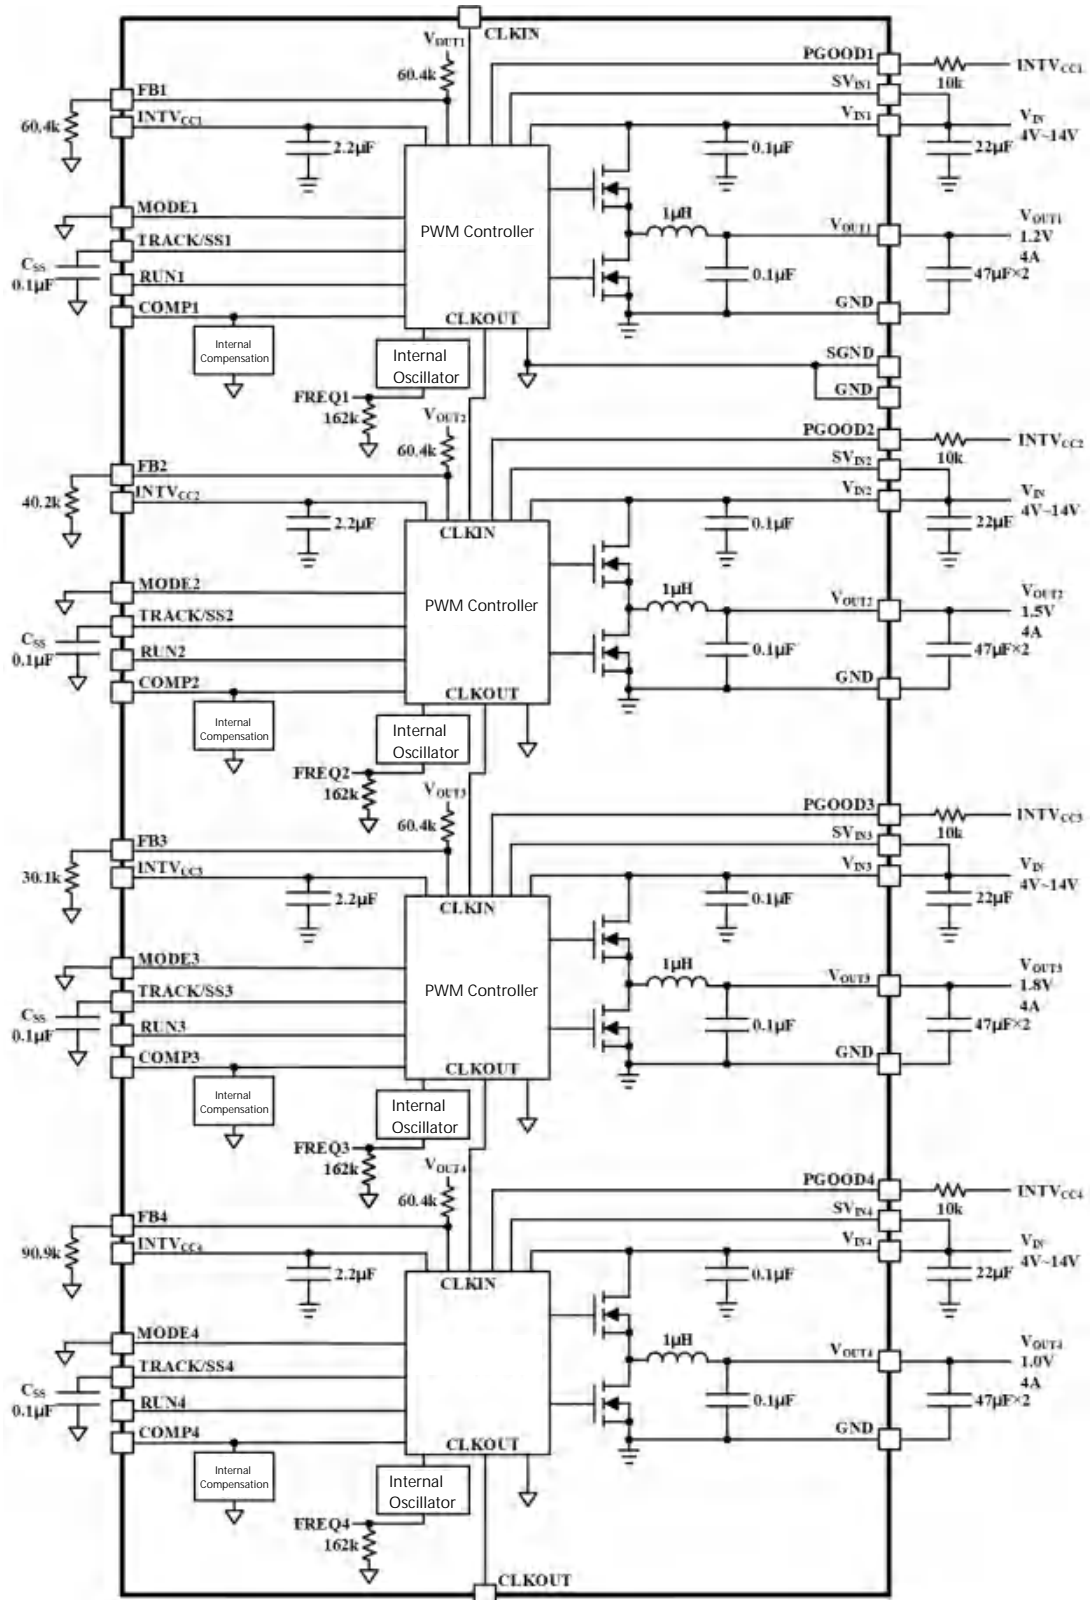 CLKIN
VOUT1
60.4k
PGOOD1
10k
INTVCC1
SVIN1
FB1
60.4k
INTVCC1
2.2µF
VIN1
0.1µF
22µF
VIN
4V~14V
MODE1
PWM Controller
1µH
VOUT1
VOUT1
1.2V
4A
TRACK/SS1
CSS
0.1µF
RUN1
0.1µF
47µF×2
COMP1
CLKOUT
GND
Internal
Compensation
Internal
Oscillator
SGND
GND
FREQ1
162k
VOUT2
60.4k
PGOOD2
10k
INTVCC2
SVIN2
FB2
40.2k
INTVCC2
2.2µF
CLKIN
VIN2
0.1µF
22µF
VIN
4V~14V
MODE2
PWM Controller
1µH
VOUT2
VOUT2
1.5V
4A
TRACK/SS2
CSS
0.1µF
RUN2
0.1µF
47µF×2
COMP2
CLKOUT
GND
Internal
Compensation
Internal
Oscillator
FREQ2
162k
VOUT3
60.4k
PGOOD3
10k
INTVCC3
SVIN3
FB3
30.1k
INTVCC3
2.2µF
CLKIN
VIN3
0.1µF
22µF
VIN
4V~14V
MODE3
PWM Controller
1µH
VOUT3
VOUT3
1.8V
4A
TRACK/SS3
CSS
0.1µF
RUN3
0.1µF
47µF×2
COMP3
CLKOUT
GND
Internal
Compensation
Internal
Oscillator
FREQ3
162k
VOUT4
60.4k
PGOOD4
10k
INTVCC4
SVIN4
FB4
90.9k
INTVCC4
2.2µF
CLKIN
VIN4
0.1µF
22µF
VIN
4V~14V
MODE4
1µH
VOUT4
VOUT4
1.0V
4A
TRACK/SS4
CSS
0.1µF
RUN4
0.1µF
47µF×2
COMP4
CLKOUT
GND
Internal
Compensation
Internal
Oscillator
FREQ4
162k
CLKOUT